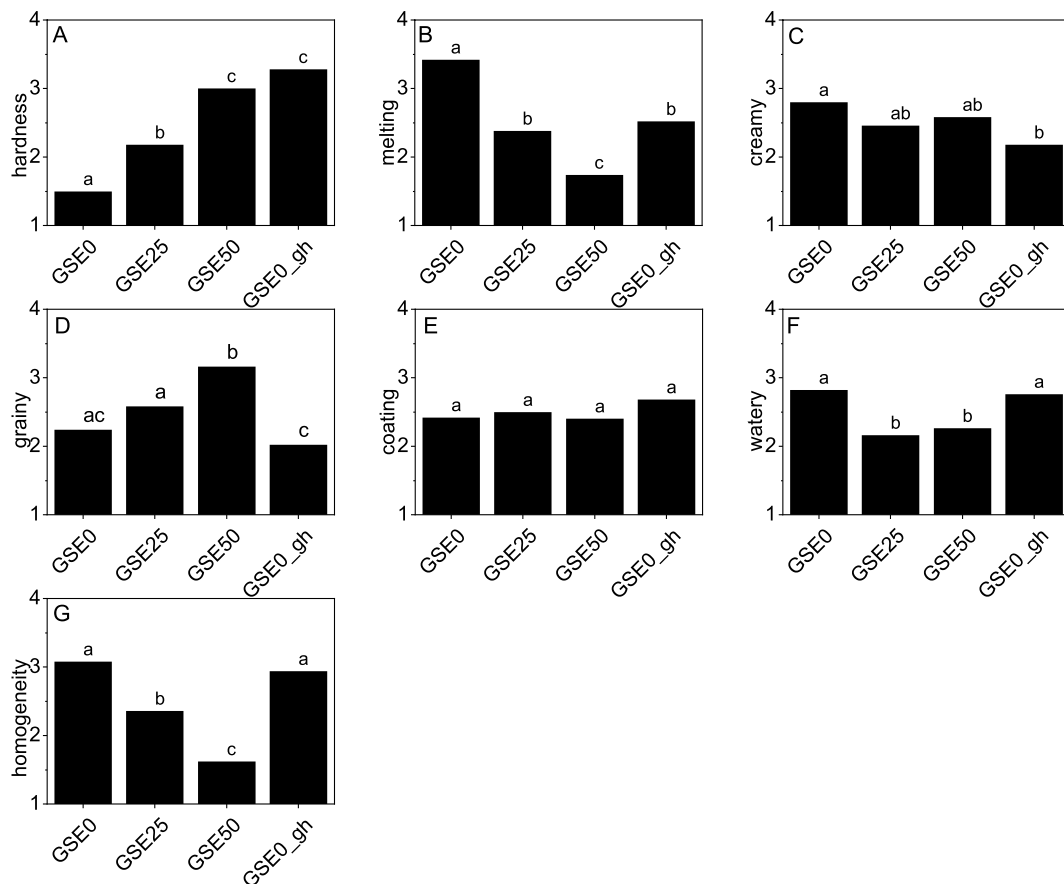 A
hardness
4
3
2
1
a
b
c
c
GSE0
GSE25
GSE50
GSE0_gh
B
melting
4
3
2
1
a
b
c
b
GSE0
GSE25
GSE50
GSE0_gh
C
creamy
4
3
2
1
a
ab
ab
b
GSE0
GSE25
GSE50
GSE0_gh
D
grainy
4
3
2
1
ac
a
b
c
GSE0
GSE25
GSE50
GSE0_gh
E
coating
4
3
2
1
a
a
a
a
GSE0
GSE25
GSE50
GSE0_gh
F
watery
4
3
2
1
a
b
b
a
GSE0
GSE25
GSE50
GSE0_gh
G
homogeneity
4
3
2
1
a
b
c
a
GSE0
GSE25
GSE50
GSE0_gh